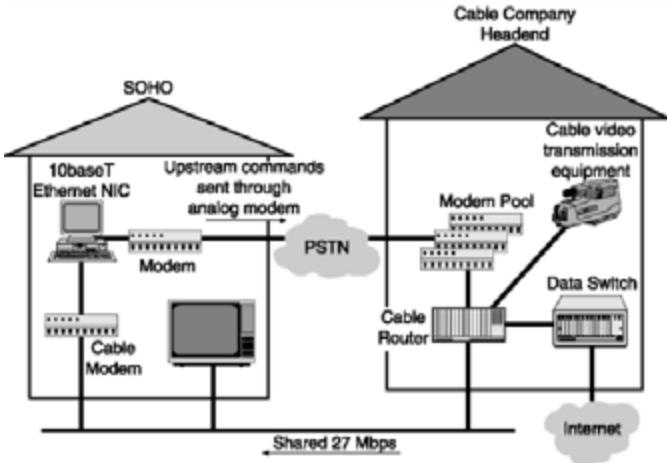 Cable Company
Headend
SOHO
10baseT
Ethernet NIC
Upstream commands
sent through
analog modem
Modem
PSTN
Cable
Modem
Cable video
transmission
equipment
Modem Pool
Data Switch
Cable
Router
Internet
Shared 27 Mbps